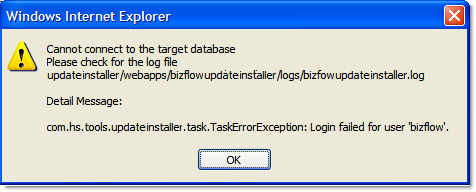 Windows Internet Explorer
Cannot connect to the target database
Please check for the log file
updateinstaller/webapps/bizflowupdateinstaller/logs/bizfowupdateinstaller.log
Detail Message:
com.hs.tools.updateinstaller.task.TaskErrorException: Login failed for user 'bizflow'.
OK